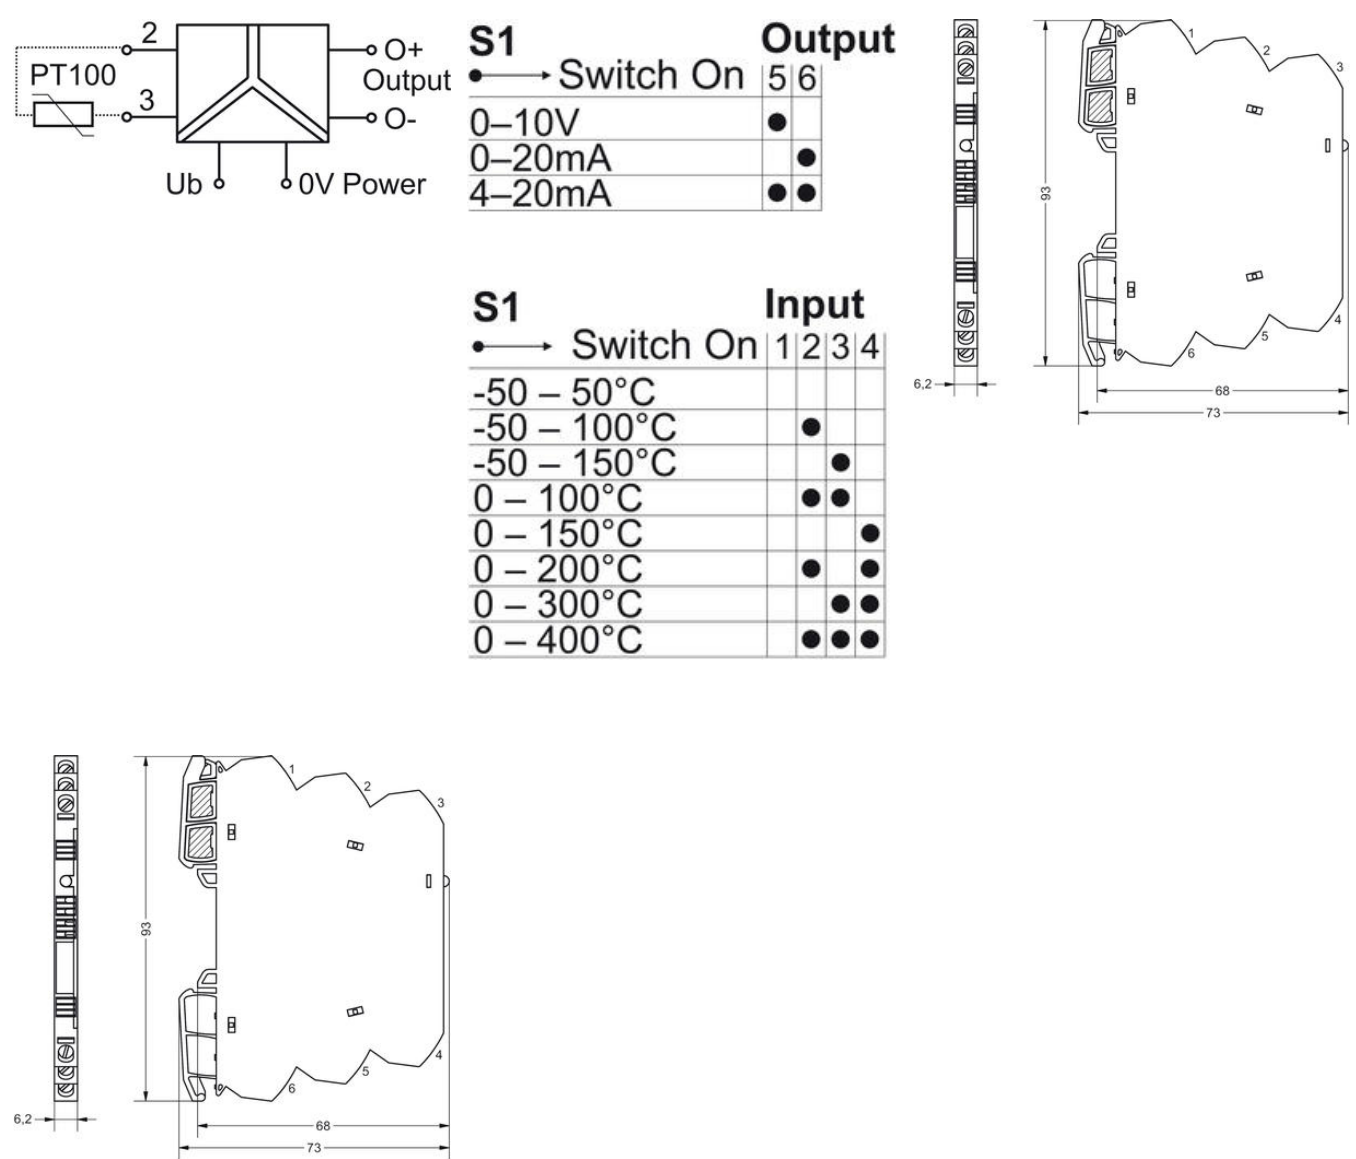 2
PT100
3
O+
Output
O-
Ub
0V Power
S1 Output
Switch On 5 6
0–10V
0–20mA
4–20mA
S1 Input
Switch On 1 2 3 4
-50 – 50°C
-50 – 100°C
-50 – 150°C
0 – 100°C
0 – 150°C
0 – 200°C
0 – 300°C
0 – 400°C
1
2
3
93
4
5
6
6,2
68
73
1
2
3
93
4
5
6
6,2
68
73